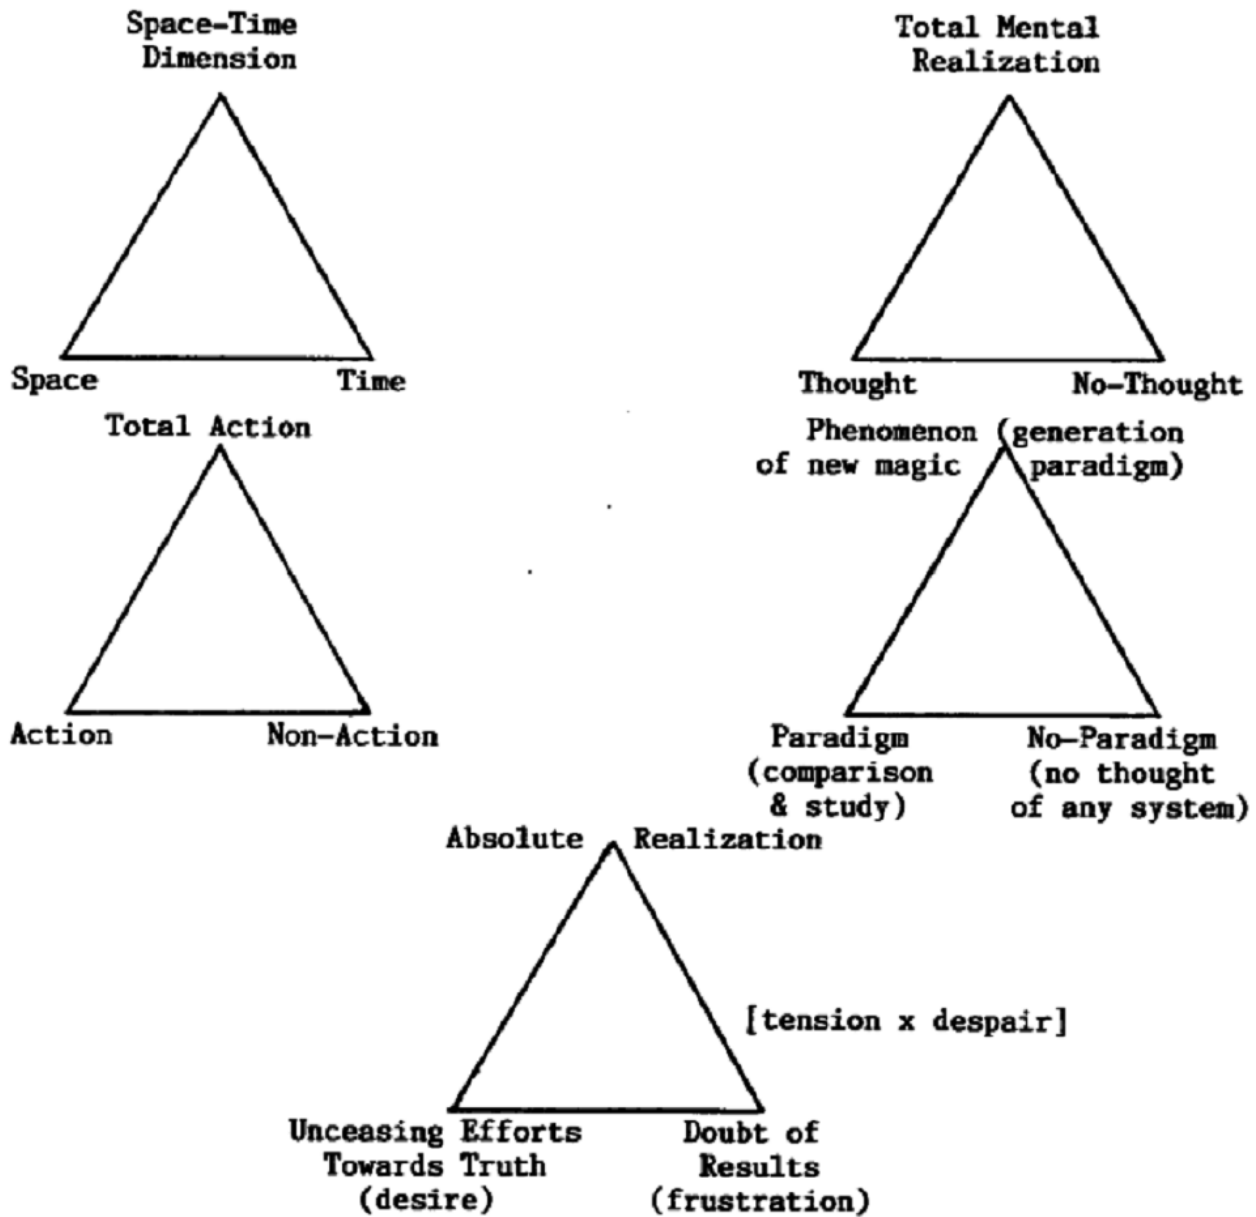 Space-Time
Dimension
Total Mental
Realization
Space
Time
Thought
No-Thought
Total Action
Phenomenon (generation
of new magic paradigm)
Action
Non-Action
Paradigm
(comparison
& study)
No-Paradigm
(no thought
of any system)
Absolute Realization
[tension x despair]
Unceasing Efforts
Towards Truth
(desire)
Doubt of
Results
(frustration)